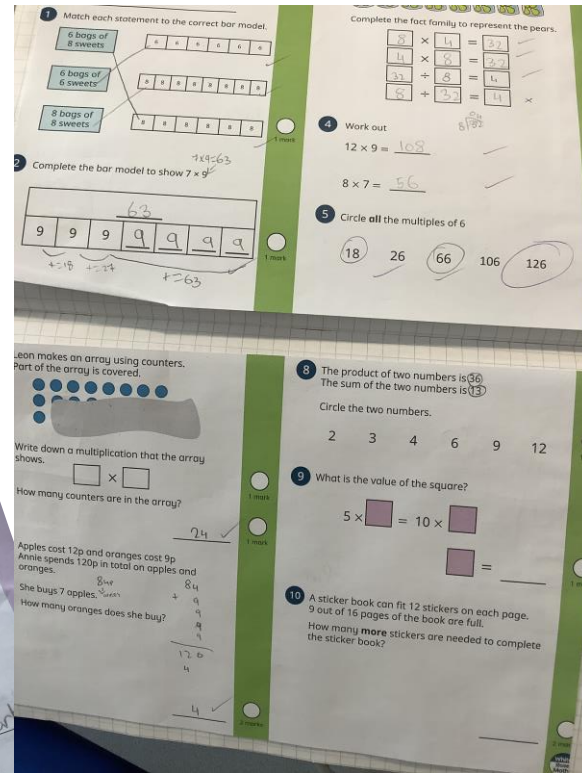 1 Match each statement to the correct bar model.
6 bags of
8 sweets
6 6 6 6 6 6
6 bags of
6 sweets
8 8 8 8 8 8 8 8
8 bags of
8 sweets
8 8 8 8 8 8
1 mark
2 Complete the bar model to show 7 × 9
7x9=63
63
9 9 9 9 9 9 9
+=18 +=27
+=63
1 mark
Complete the fact family to represent the pears.
8 × 4 = 32
4 × 8 = 32
32 ÷ 8 = 4
8 ÷ 32 = 4
4 Work out
12 × 9 = 108
8 × 7 = 56
5 Circle all the multiples of 6
18 26 66 106 126
Leon makes an array using counters.
Part of the array is covered.
Write down a multiplication that the array
shows.
×
1 mark
How many counters are in the array?
24
1 mark
Apples cost 12p and oranges cost 9p
Annie spends 120p in total on apples and
oranges.
She buys 7 apples.
How many oranges does she buy?
84
+ 9
9
9
9
120
4
4
2 marks
8 The product of two numbers is 36
The sum of the two numbers is 13
Circle the two numbers.
2 3 4 6 9 12
9 What is the value of the square?
5 × = 10 ×
=
10 A sticker book can fit 12 stickers on each page.
9 out of 16 pages of the book are full.
How many more stickers are needed to complete
the sticker book?